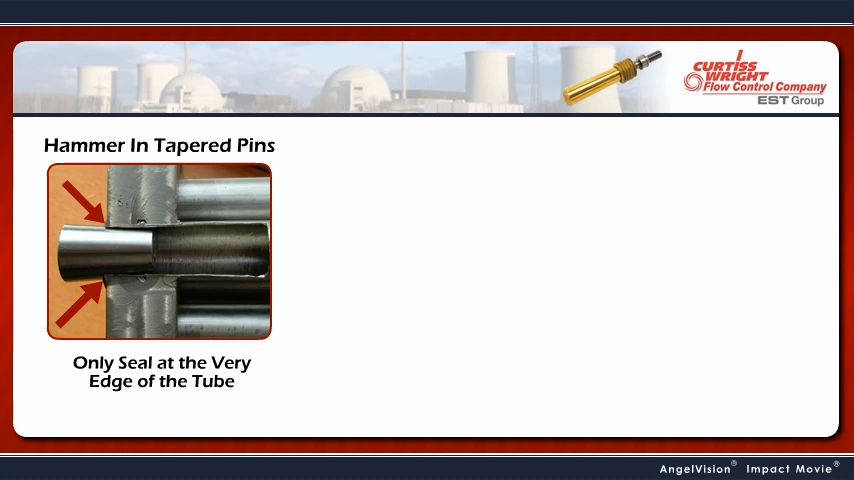 CURTISS
WRIGHT
Flow Control Company
EST Group
Hammer In Tapered Pins
Only Seal at the Very
Edge of the Tube
AngelVision® Impact Movie®